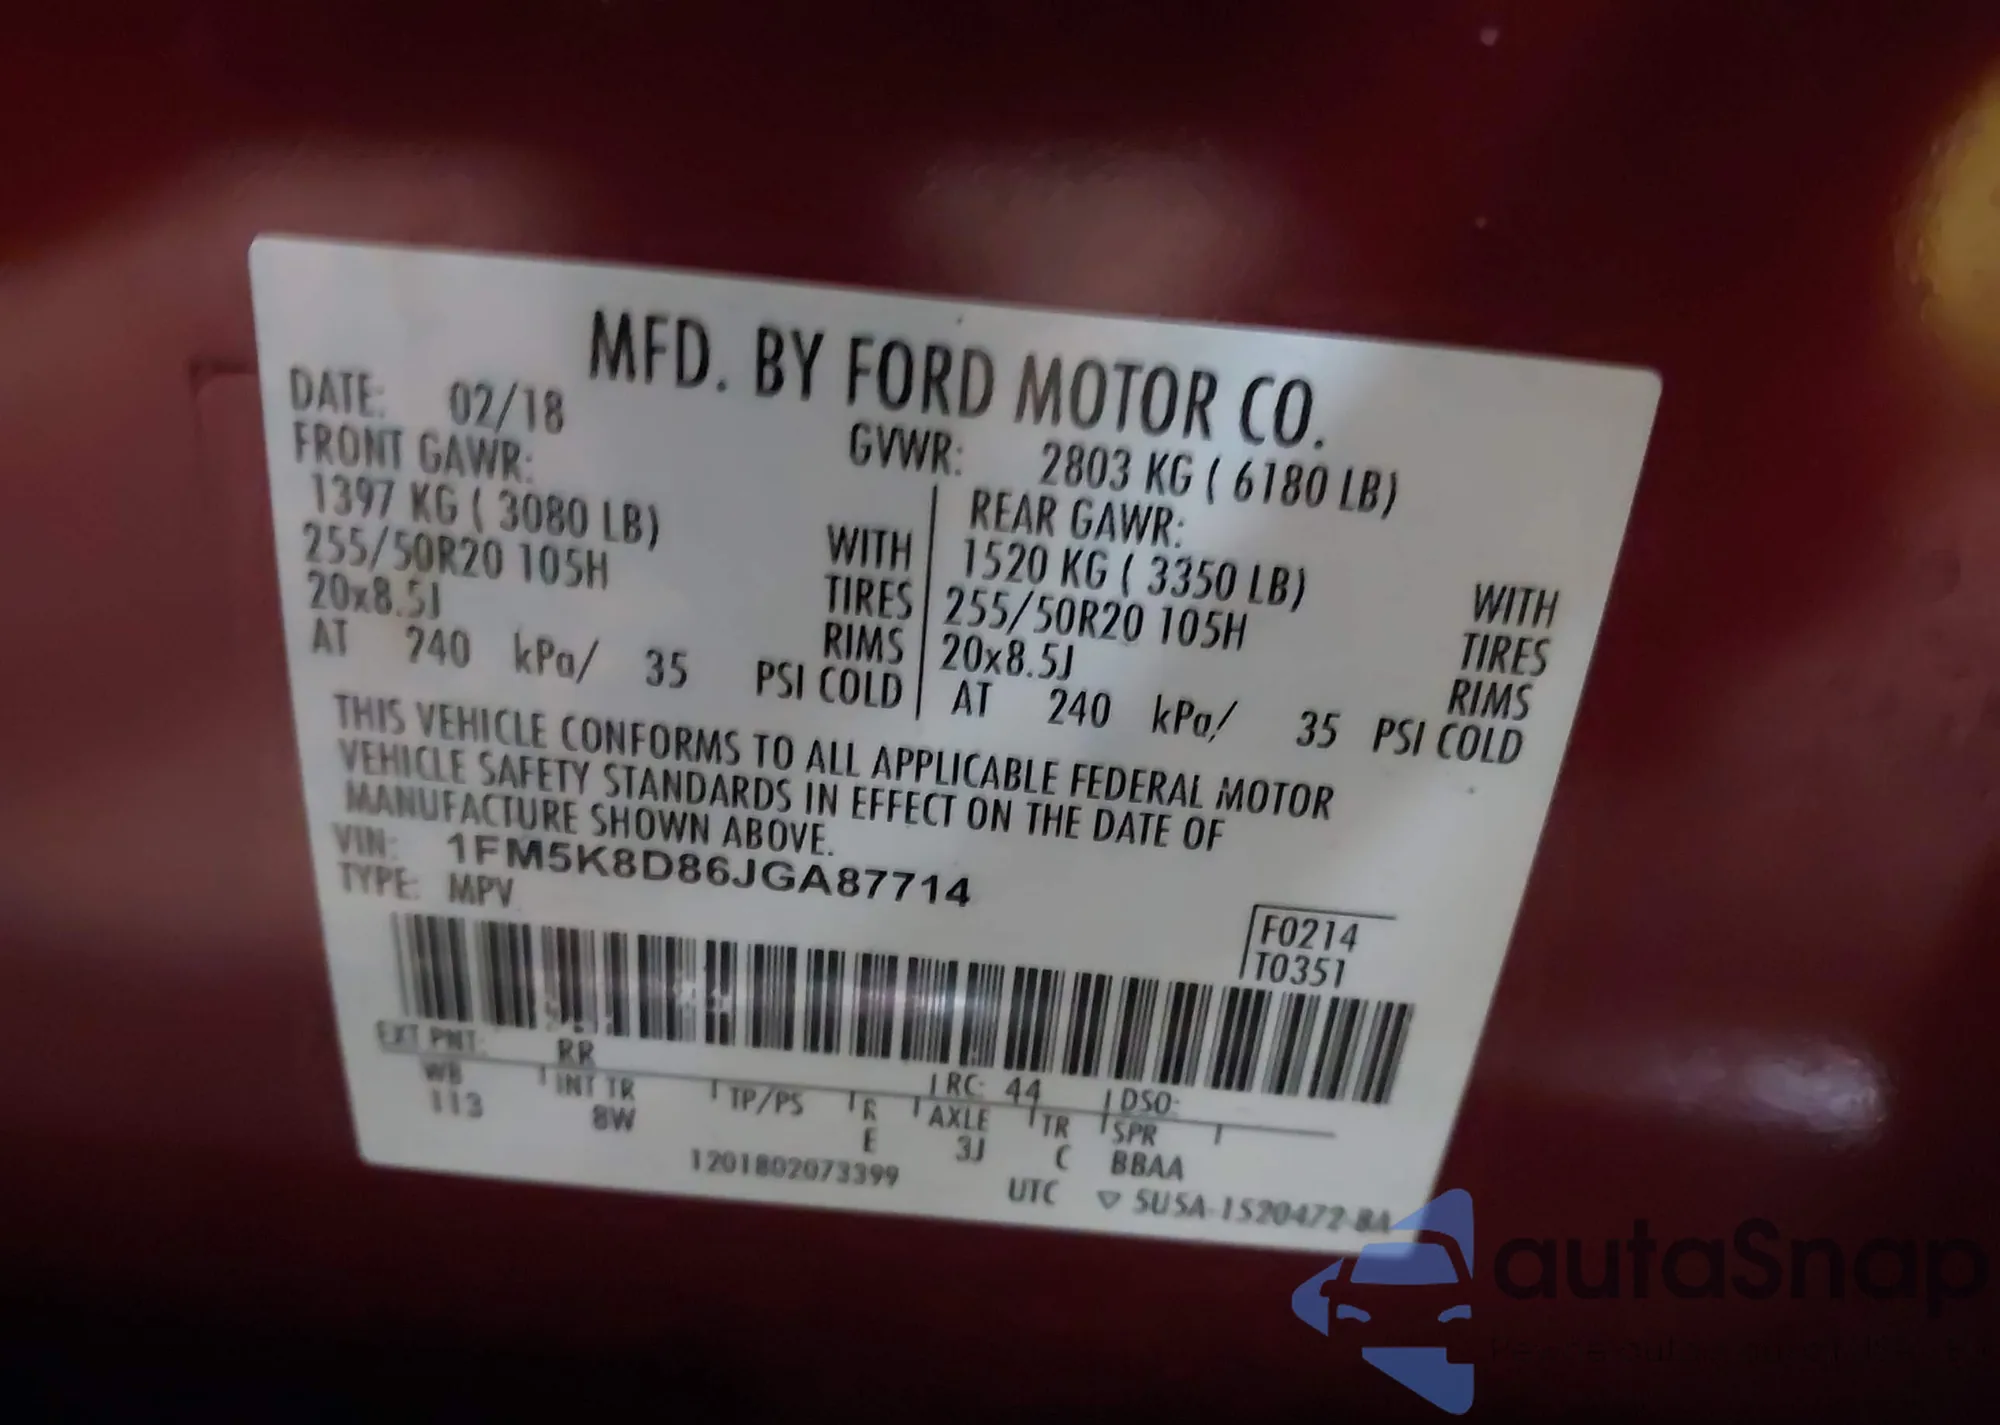 MFD. BY FORD MOTOR CO.
DATE: 02/18 GVWR: 2803 KG ( 6180 LB)
FRONT GAWR: REAR GAWR:
1397 KG ( 3080 LB) WITH 1520 KG ( 3350 LB) WITH
255/50R20 105H TIRES 255/50R20 105H TIRES
20x8.5J RIMS 20x8.5J RIMS
AT 240 kPa/ 35 PSI COLD AT 240 kPa/ 35 PSI COLD
THIS VEHICLE CONFORMS TO ALL APPLICABLE FEDERAL MOTOR
VEHICLE SAFETY STANDARDS IN EFFECT ON THE DATE OF
MANUFACTURE SHOWN ABOVE.
VIN: 1FM5K8D86JGA87714
TYPE: MPV
F0214
T0351
EXT PNT: RR RC: 44 DSO:
WB INT TR TP/PS R AXLE TR SPR
113 8W E 3J C BBAA
1201802073399
UTC ▽ 5U5A-1520472-BA
autaSnap